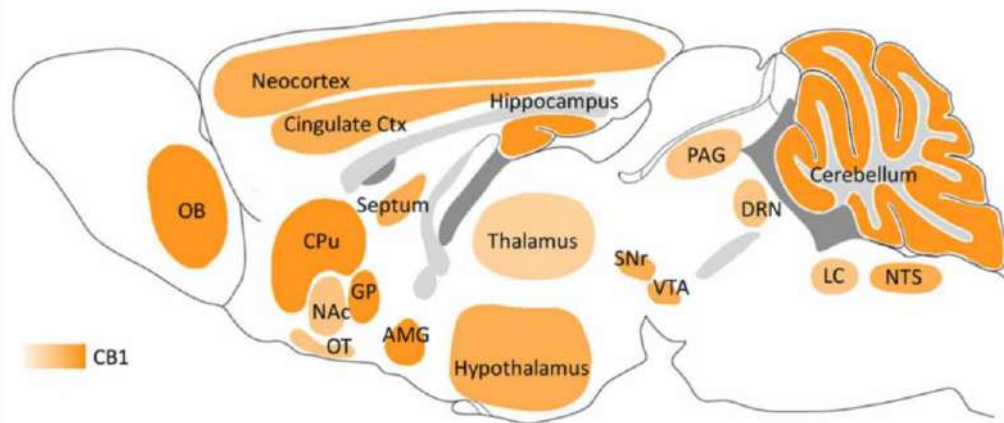 Neocortex
Hippocampus
Cingulate Ctx
PAG
Cerebellum
OB
Septum
DRN
CPu
Thalamus
SNr
LC
NTS
VTA
GP
NAc
AMG
OT
CB1
Hypothalamus